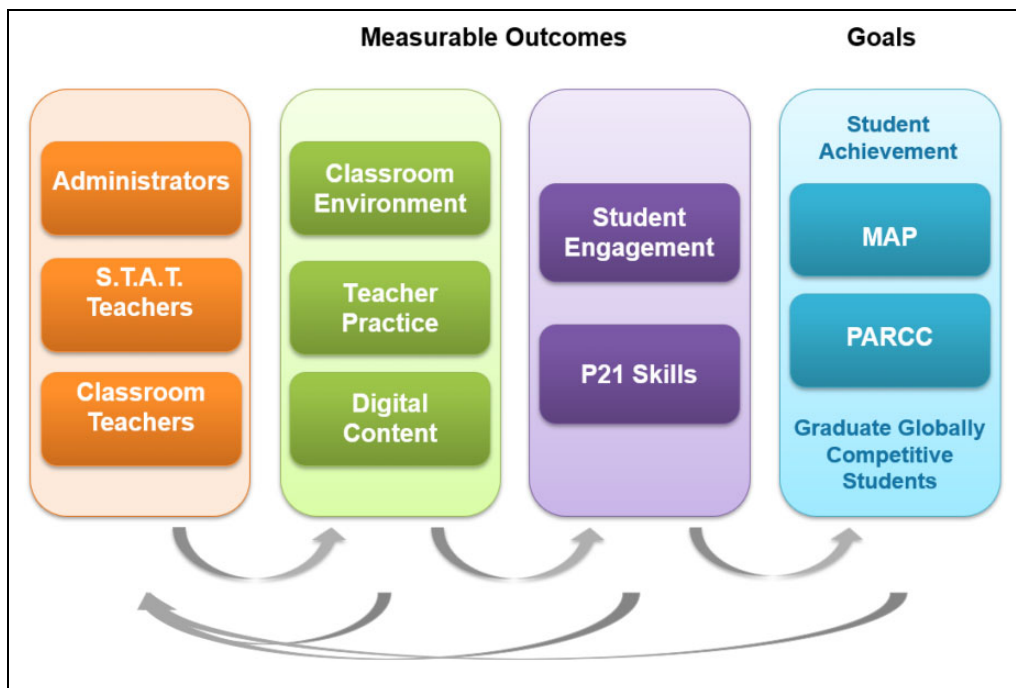 Measurable Outcomes
Goals
Administrators
S.T.A.T.
Teachers
Classroom
Teachers
Classroom
Environment
Teacher
Practice
Digital
Content
Student
Engagement
P21 Skills
Student
Achievement
MAP
PARCC
Graduate Globally
Competitive
Students